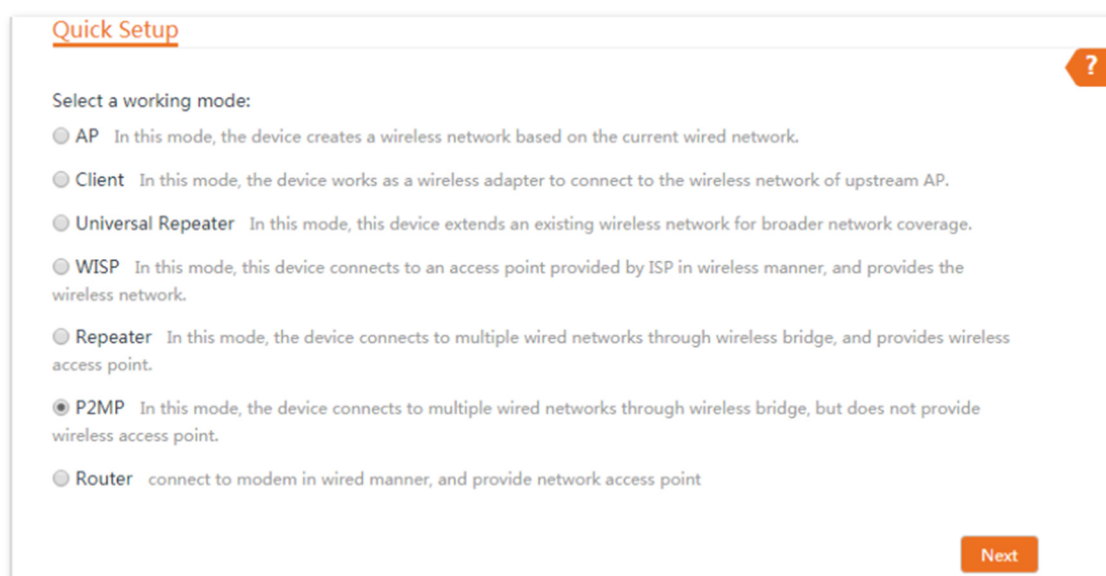 Quick Setup
?
Select a working mode:
AP In this mode, the device creates a wireless network based on the current wired network.
Client In this mode, the device works as a wireless adapter to connect to the wireless network of upstream AP.
Universal Repeater In this mode, this device extends an existing wireless network for broader network coverage.
WISP In this mode, this device connects to an access point provided by ISP in wireless manner, and provides the
wireless network.
Repeater In this mode, the device connects to multiple wired networks through wireless bridge, and provides wireless
access point.
P2MP In this mode, the device connects to multiple wired networks through wireless bridge, but does not provide
wireless access point.
Router connect to modem in wired manner, and provide network access point
Next